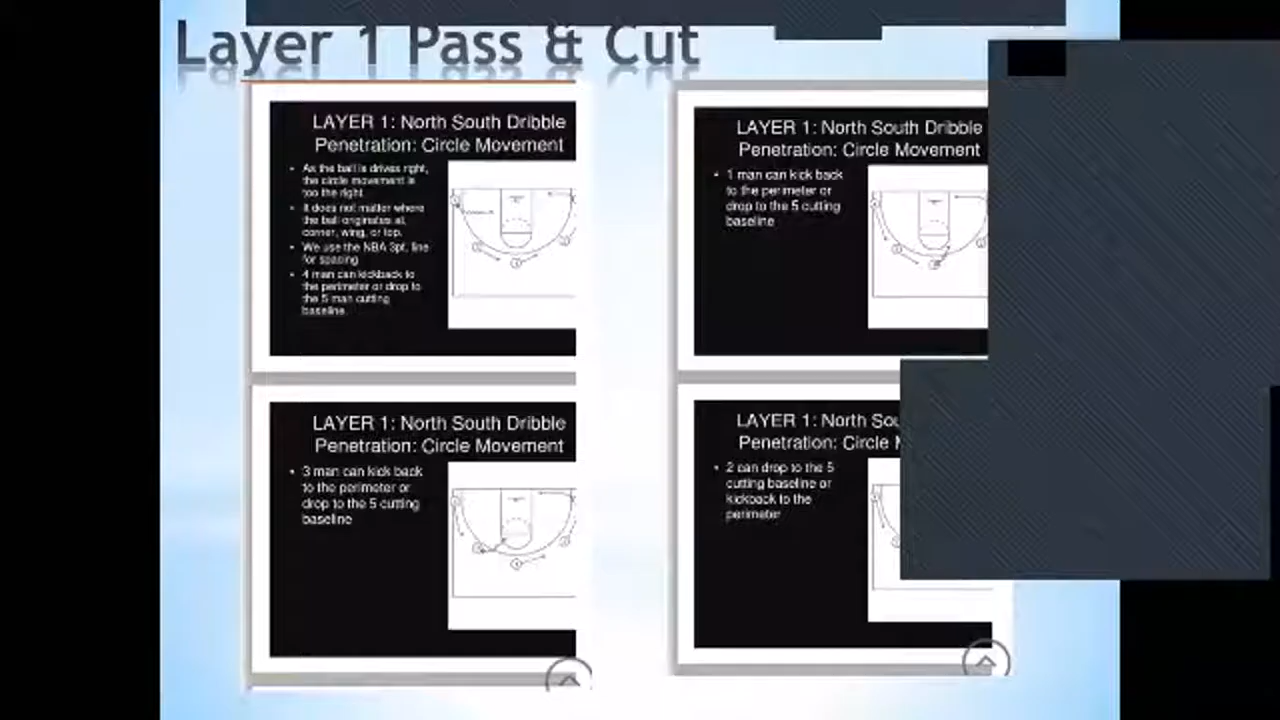 Layer 1 Pass & Cut
LAYER 1: North South Dribble
Penetration: Circle Movement
• As the ball is drives right,
the circle movement is
too the right.
• It does not matter where
the ball originates at,
corner, wing, or top.
• We use the NBA 3pt. line
for spacing
• 4 man can kickback to
the perimeter or drop to
the 5 man cutting
baseline.
LAYER 1: North South Dribble
Penetration: Circle Movement
• 1 man can kick back
to the perimeter or
drop to the 5 cutting
baseline
LAYER 1: North South Dribble
Penetration: Circle Movement
• 3 man can kick back
to the perimeter or
drop to the 5 cutting
baseline
LAYER 1: North
Penetration: Circle
• 2 can drop to the 5
cutting baseline or
kickback to the
perimeter